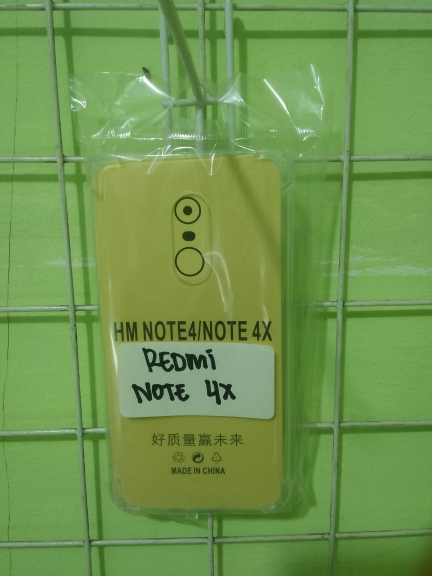 HM NOTE4/NOTE 4X
REDMi
NOTE 4X
好质量赢未来
MADE IN CHINA